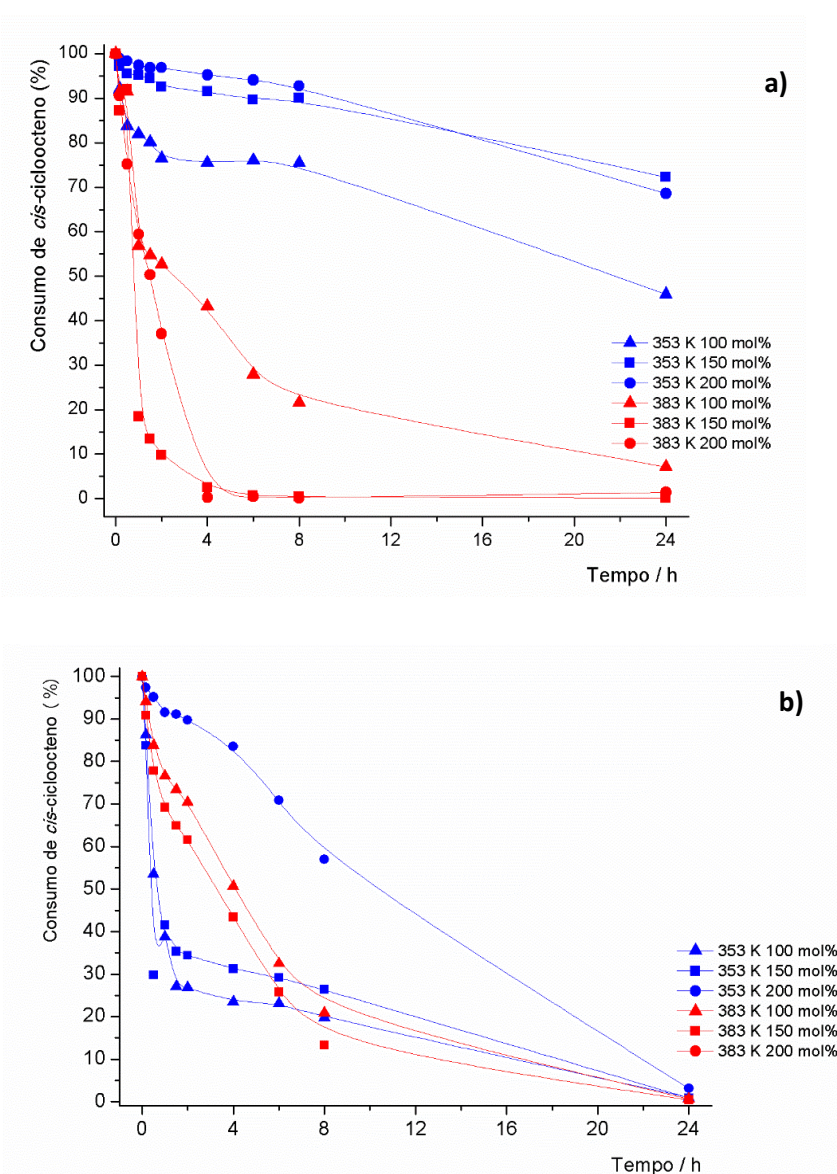 a)
Consumo de cis-cicloocteno (%)
100
90
80
70
60
50
40
30
20
10
0
353 K 100 mol%
353 K 150 mol%
353 K 200 mol%
383 K 100 mol%
383 K 150 mol%
383 K 200 mol%
0
4
8
12
16
20
24
Tempo / h
b)
Consumo de cis-cicloocteno (%)
100
90
80
70
60
50
40
30
20
10
0
353 K 100 mol%
353 K 150 mol%
353 K 200 mol%
383 K 100 mol%
383 K 150 mol%
383 K 200 mol%
0
4
8
12
16
20
24
Tempo / h